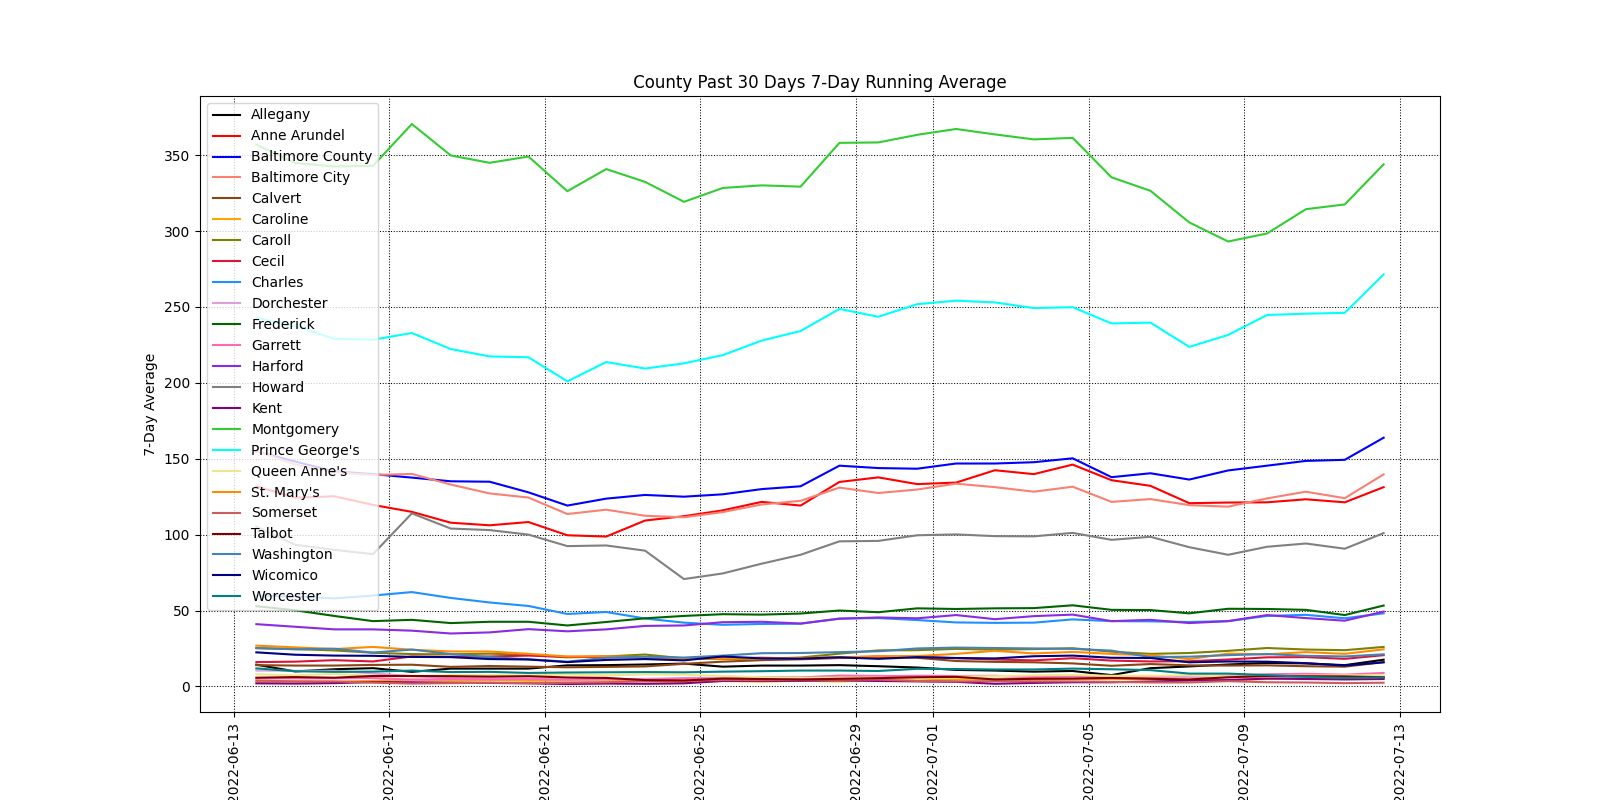 County Past 30 Days 7-Day Running Average
7-Day Average
350
300
250
200
150
100
50
0
Allegany
Anne Arundel
Baltimore County
Baltimore City
Calvert
Caroline
Caroll
Cecil
Charles
Dorchester
Frederick
Garrett
Harford
Howard
Kent
Montgomery
Prince George's
Queen Anne's
St. Mary's
Somerset
Talbot
Washington
Wicomico
Worcester
2022-06-13
2022-06-17
2022-06-21
2022-06-25
2022-06-29
2022-07-01
2022-07-05
2022-07-09
2022-07-13